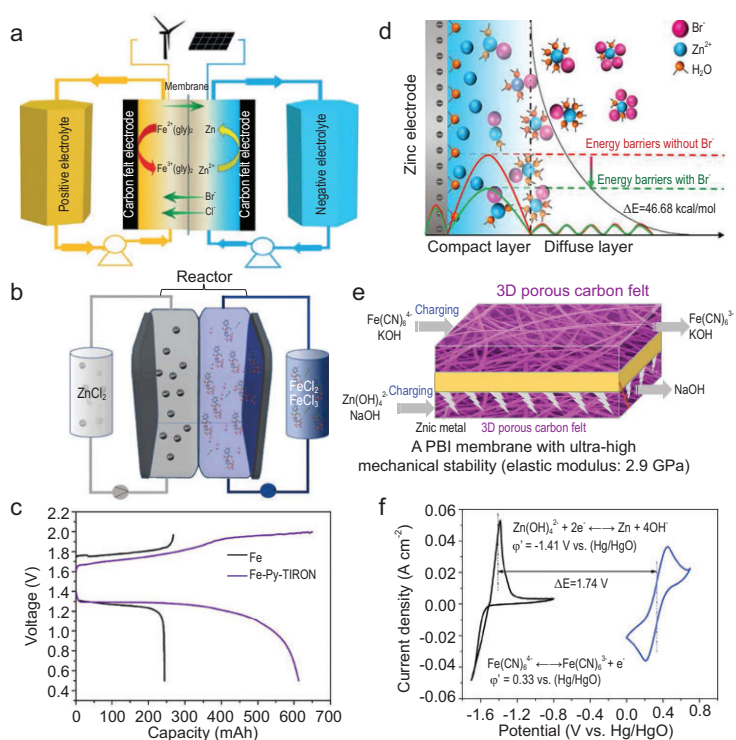 a
Membrane
Positive electrolyte
Carbon felt electrode
Fe²⁺(gly)₂
Zn
Fe³⁺(gly)₂
Zn²⁺
Br⁻
Cl⁻
Carbon felt electrode
Negative electrolyte
b
Reactor
ZnCl₂
FeCl₂
FeCl₃
c
Fe
Fe-Py-TIRON
Voltage (V)
2.2
2.0
1.8
1.6
1.4
1.2
1.0
0.8
0.6
0.4
0 100 200 300 400 500 600 700
Capacity (mAh)
d
Zinc electrode
Br⁻
Zn²⁺
H₂O
Energy barriers without Br⁻
Energy barriers with Br⁻
ΔE=46.68 kcal/mol
Compact layer
Diffuse layer
e
3D porous carbon felt
Fe(CN)₆⁴⁻
Charging
KOH
Fe(CN)₆³⁻
KOH
Zn(OH)₄²⁻
Charging
NaOH
NaOH
Znic metal
3D porous carbon felt
A PBI membrane with ultra-high
mechanical stability (elastic modulus: 2.9 GPa)
f
Current density (A cm⁻²)
0.06
0.04
0.02
0.00
-0.02
-0.04
-0.06
Zn(OH)₄²⁻ + 2e⁻ ←→ Zn + 4OH⁻
φ' = -1.41 V vs. (Hg/HgO)
ΔE=1.74 V
Fe(CN)₆⁴⁻ ←→Fe(CN)₆³⁻+ e⁻
φ' = 0.33 vs. (Hg/HgO)
-1.6 -1.2 -0.8 -0.4 0.0 0.4 0.8
Potential (V vs. Hg/HgO)